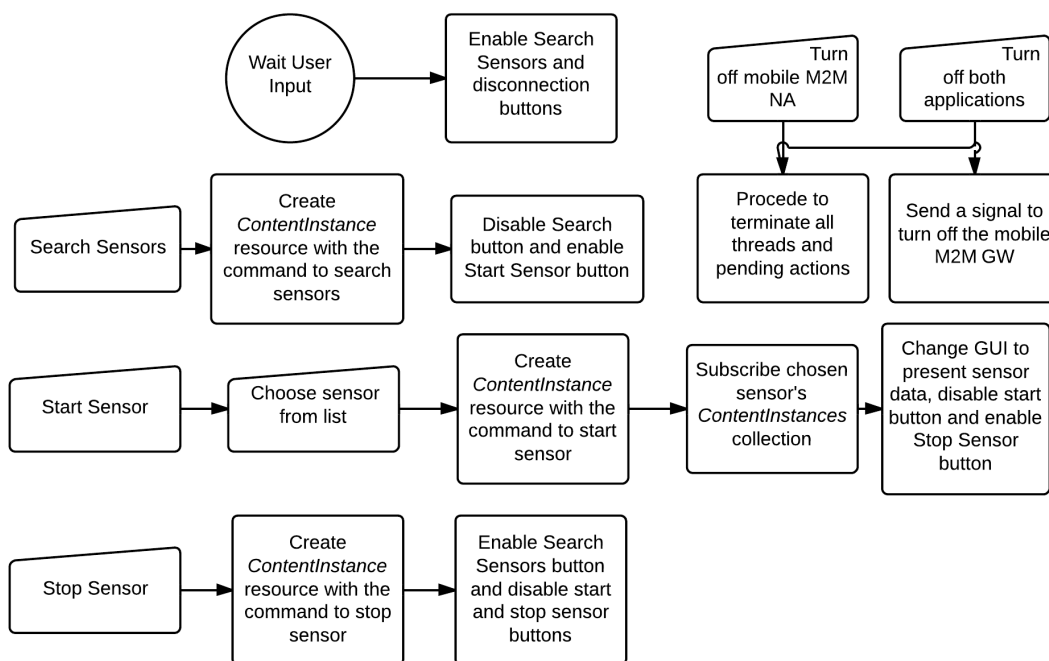 Wait User
Input
Enable Search
Sensors and
disconnection
buttons
Turn
off mobile M2M
NA
Turn
off both
applications
Procede to
terminate all
threads and
pending actions
Send a signal to
turn off the mobile
M2M GW
Search Sensors
Create
ContentInstance
resource with the
command to search
sensors
Disable Search
button and enable
Start Sensor button
Start Sensor
Choose sensor
from list
Create
ContentInstance
resource with the
command to start
sensor
Subscribe chosen
sensor's
ContentInstances
collection
Change GUI to
present sensor
data, disable start
button and enable
Stop Sensor
button
Stop Sensor
Create
ContentInstance
resource with the
command to stop
sensor
Enable Search
Sensors button
and disable start
and stop sensor
buttons